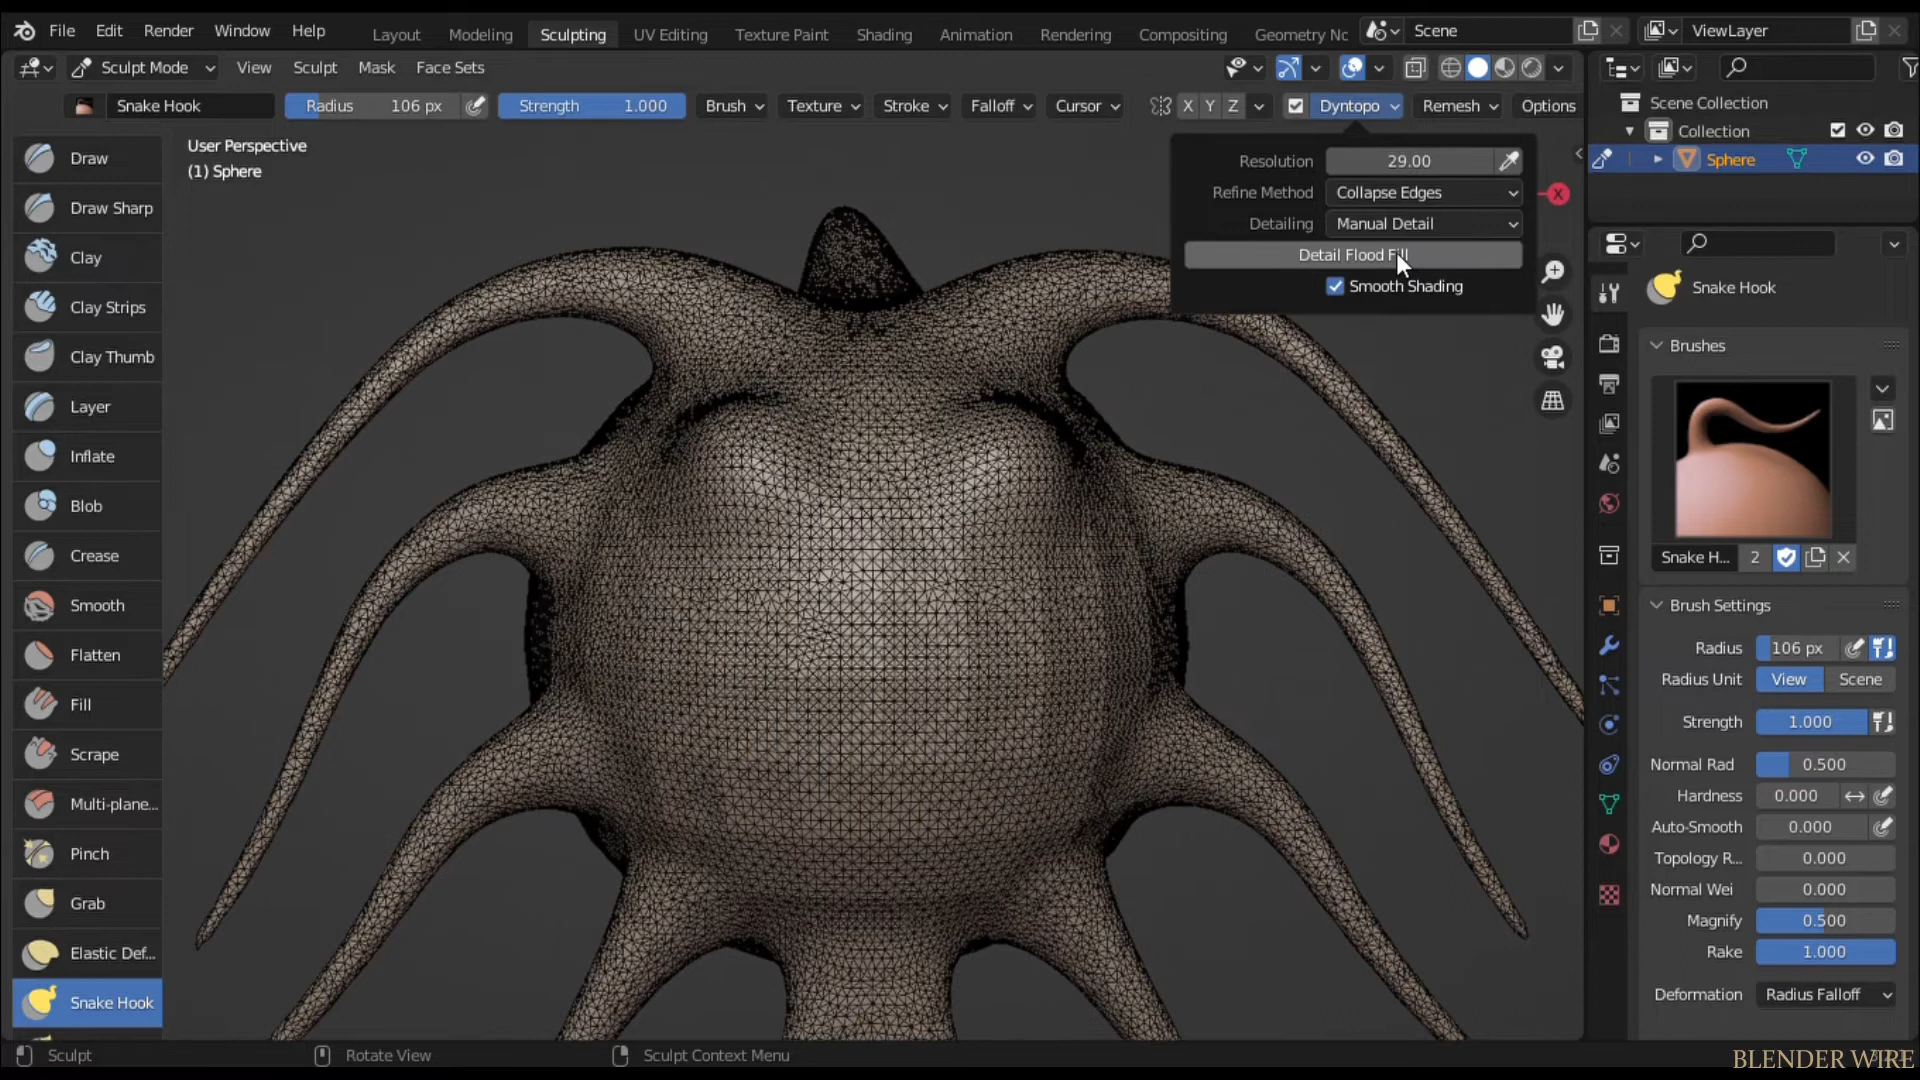 File Edit Render Window Help
Layout Modeling Sculpting UV Editing Texture Paint Shading Animation Rendering Compositing Geometry No
Scene ViewLayer
Sculpt Mode View Sculpt Mask Face Sets
Snake Hook Radius 106 px Strength 1.000 Brush Texture Stroke Falloff Cursor X Y Z Dyntopo Remesh Options
User Perspective
(1) Sphere
Draw
Draw Sharp
Clay
Clay Strips
Clay Thumb
Layer
Inflate
Blob
Crease
Smooth
Flatten
Fill
Scrape
Multi-plane...
Pinch
Grab
Elastic Def...
Snake Hook
Resolution 29.00
Refine Method Collapse Edges
X
Detailing Manual Detail
Detail Flood Fill
Smooth Shading
Scene Collection
Collection
Sphere
Snake Hook
Brushes
Snake H... 2
Brush Settings
Radius 106 px
Radius Unit View Scene
Strength 1.000
Normal Rad 0.500
Hardness 0.000
Auto-Smooth 0.000
Topology R... 0.000
Normal Wei 0.000
Magnify 0.500
Rake 1.000
Deformation Radius Falloff
Sculpt Rotate View Sculpt Context Menu
BLENDER WIRE